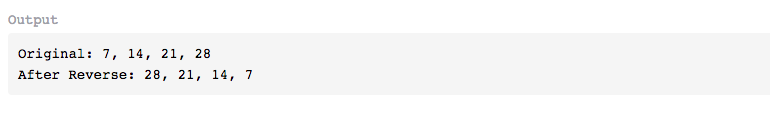 Output
Original: 7, 14, 21, 28
After Reverse: 28, 21, 14, 7